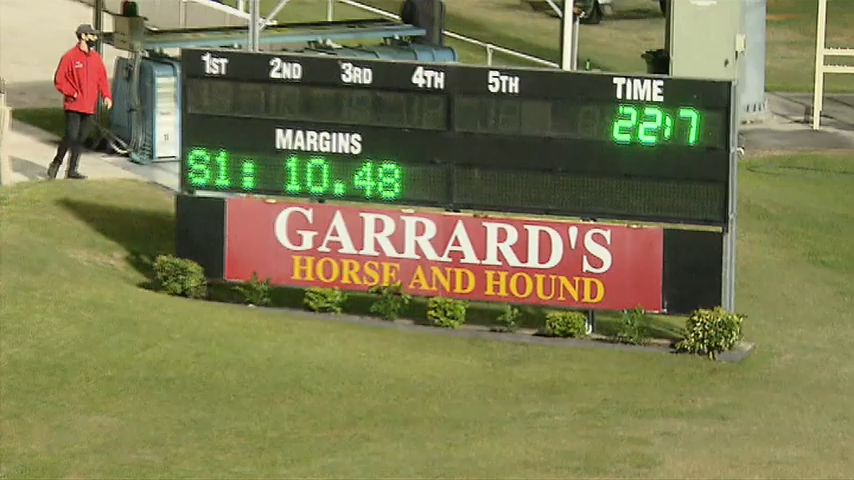 1ST 2ND 3RD 4TH 5TH TIME
22:7
MARGINS
S1: 10.48
GARRARD'S
HORSE AND HOUND